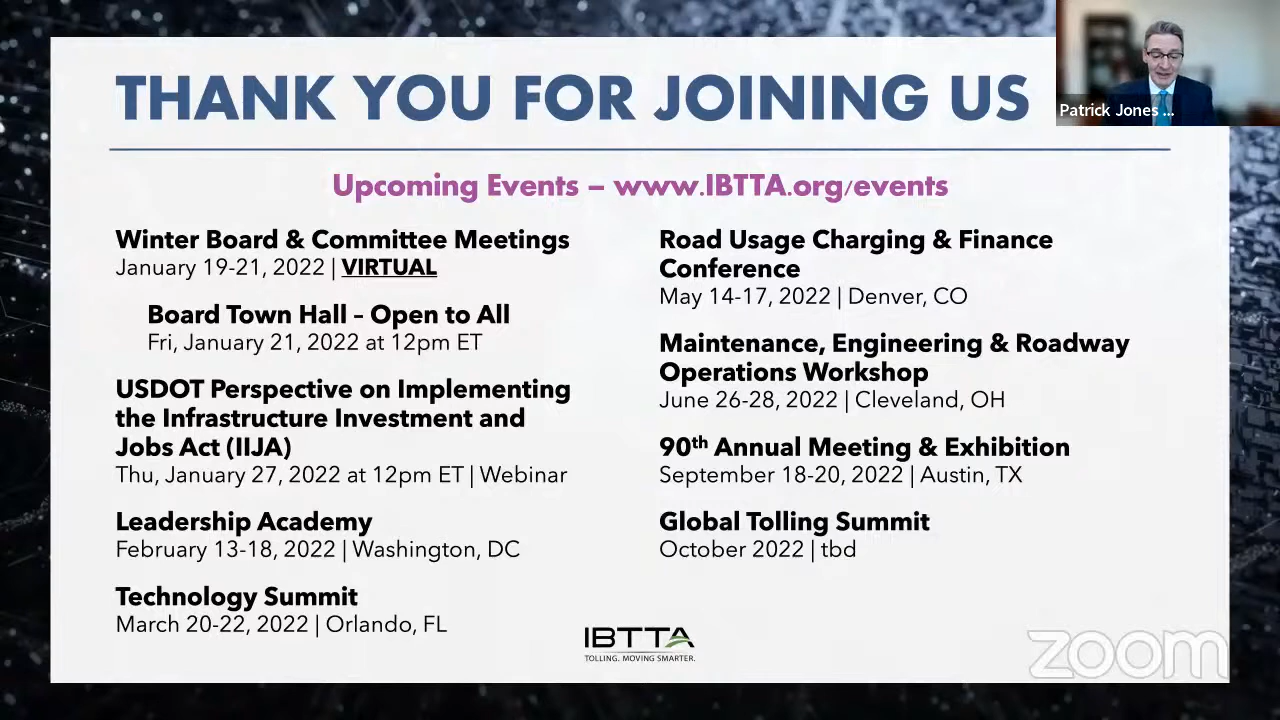 THANK YOU FOR JOINING US
Patrick Jones ...
Upcoming Events – www.IBTTA.org/events
Winter Board & Committee Meetings
January 19-21, 2022 | VIRTUAL
Board Town Hall – Open to All
Fri, January 21, 2022 at 12pm ET
USDOT Perspective on Implementing
the Infrastructure Investment and
Jobs Act (IIJA)
Thu, January 27, 2022 at 12pm ET | Webinar
Leadership Academy
February 13-18, 2022 | Washington, DC
Technology Summit
March 20-22, 2022 | Orlando, FL
Road Usage Charging & Finance
Conference
May 14-17, 2022 | Denver, CO
Maintenance, Engineering & Roadway
Operations Workshop
June 26-28, 2022 | Cleveland, OH
90th Annual Meeting & Exhibition
September 18-20, 2022 | Austin, TX
Global Tolling Summit
October 2022 | tbd
IBTTA
TOLLING. MOVING SMARTER.
zoom